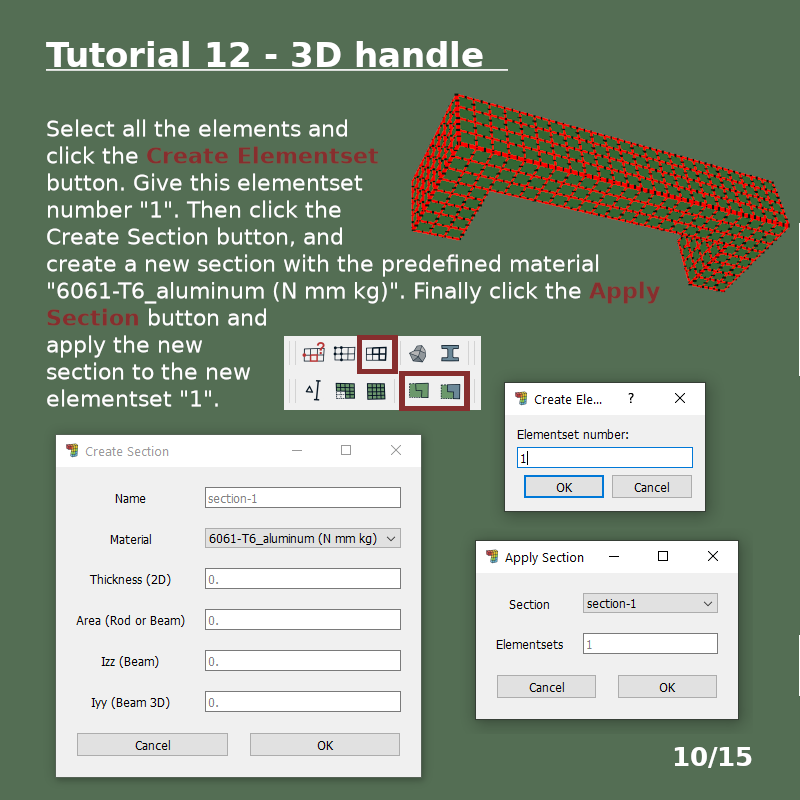 Tutorial 12 - 3D handle
Select all the elements and
click the Create Elementset
button. Give this elementset
number "1". Then click the
Create Section button, and
create a new section with the predefined material
"6061-T6_aluminum (N mm kg)". Finally click the Apply
Section button and
apply the new
section to the new
elementset "1".
?
Create Ele... ?
Elementset number:
1
OK Cancel
Create Section
Name section-1
Material 6061-T6_aluminum (N mm kg)
Thickness (2D) 0.
Area (Rod or Beam) 0.
Izz (Beam) 0.
Iyy (Beam 3D) 0.
Cancel OK
Apply Section
Section section-1
Elementsets 1
Cancel OK
10/15